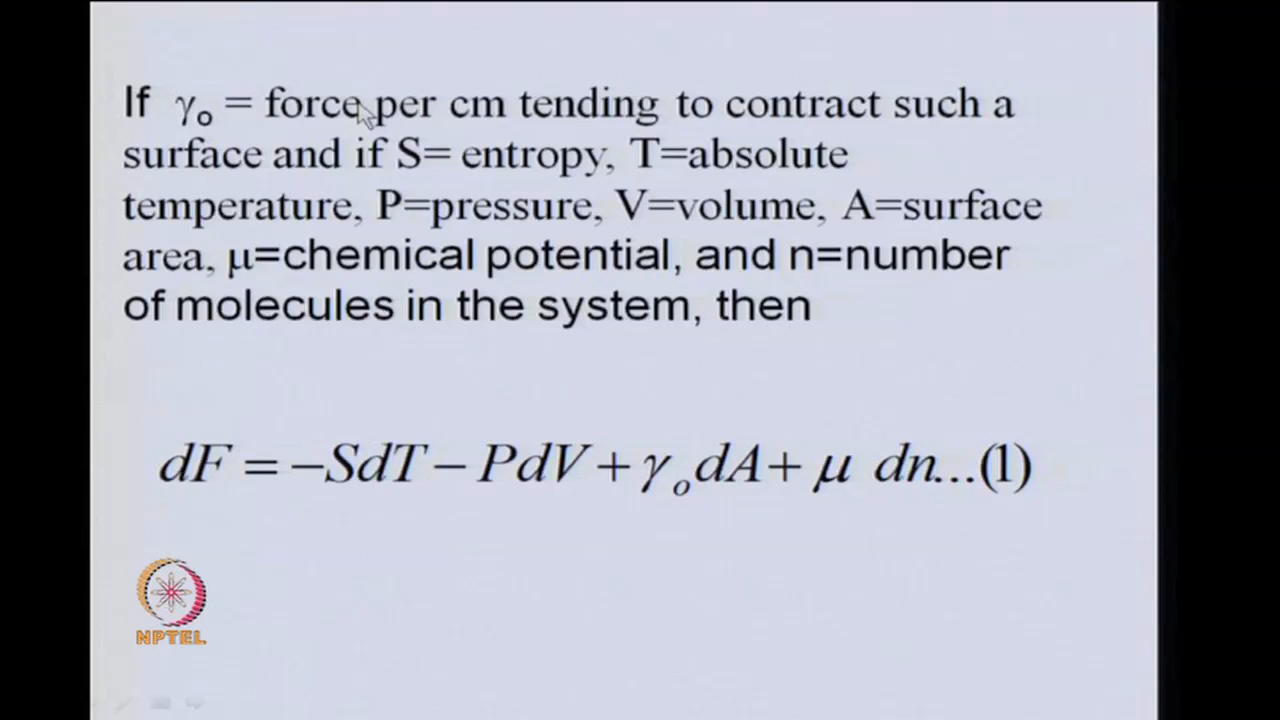 If γₒ = force per cm tending to contract such a
surface and if S= entropy, T=absolute
temperature, P=pressure, V=volume, A=surface
area, μ=chemical potential, and n=number
of molecules in the system, then
dF = −SdT − PdV + γₒdA + μ dn...(1)
NPTEL